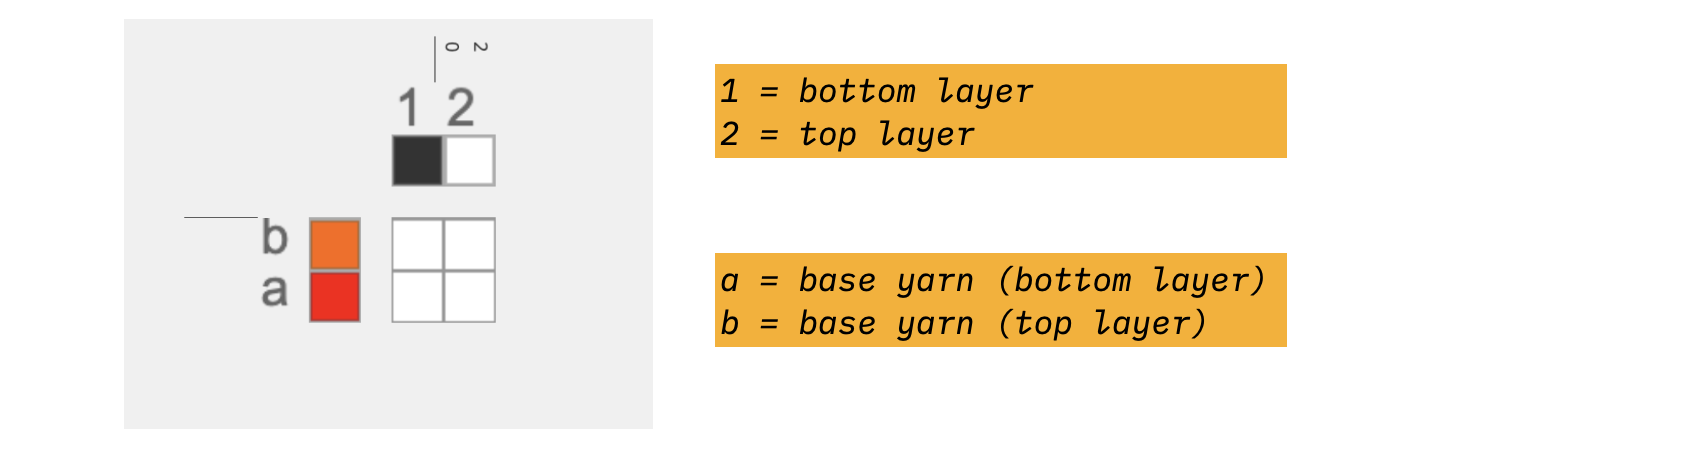 0 2
1 2
b
a
1 = bottom layer
2 = top layer
a = base yarn (bottom layer)
b = base yarn (top layer)